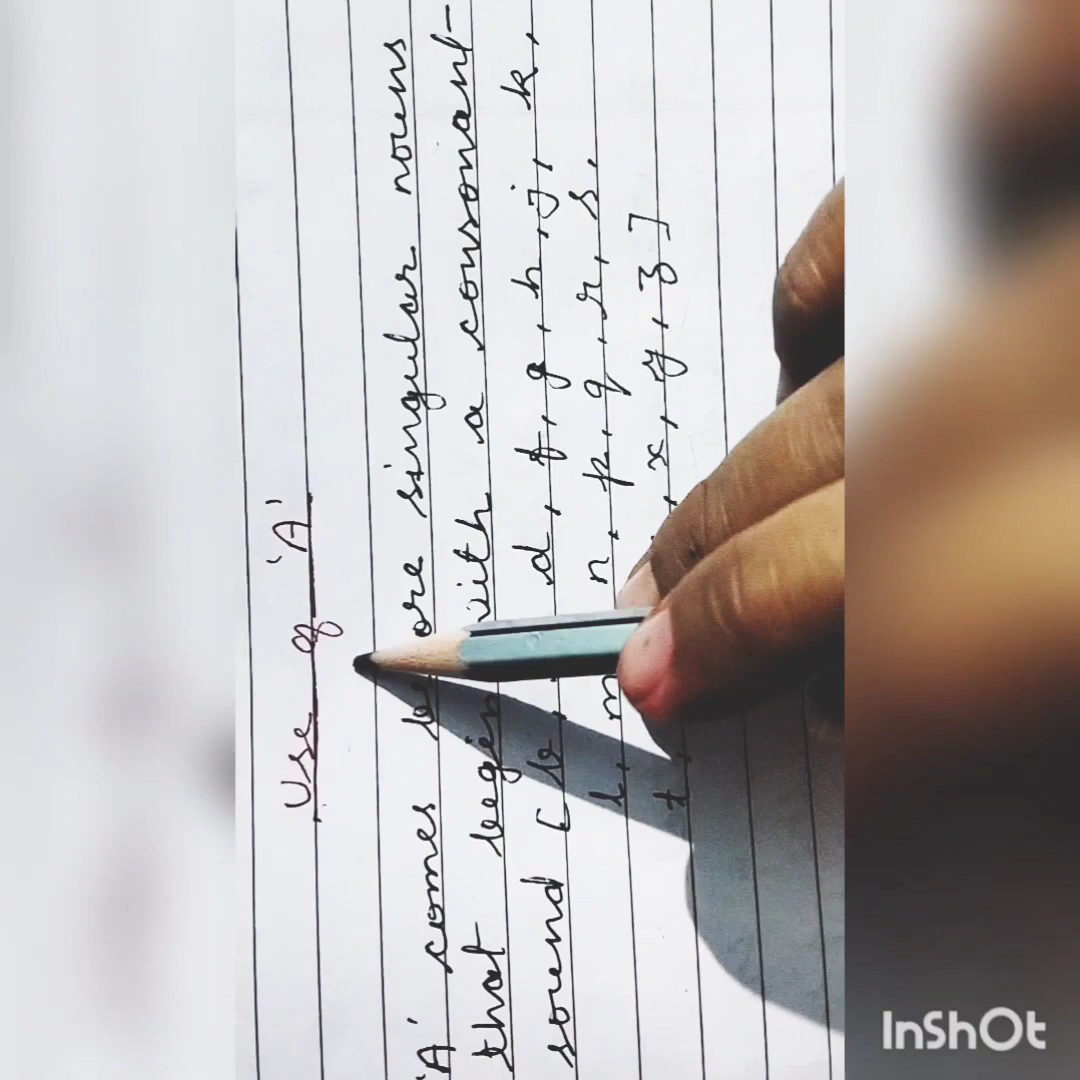 Use of 'A'
'A' comes before singular nouns
that begin with a consonant-
sound [b, d, f, g, h, j, k,
l, m n, p, q, r, s,
t, x, y, z]
InShOt